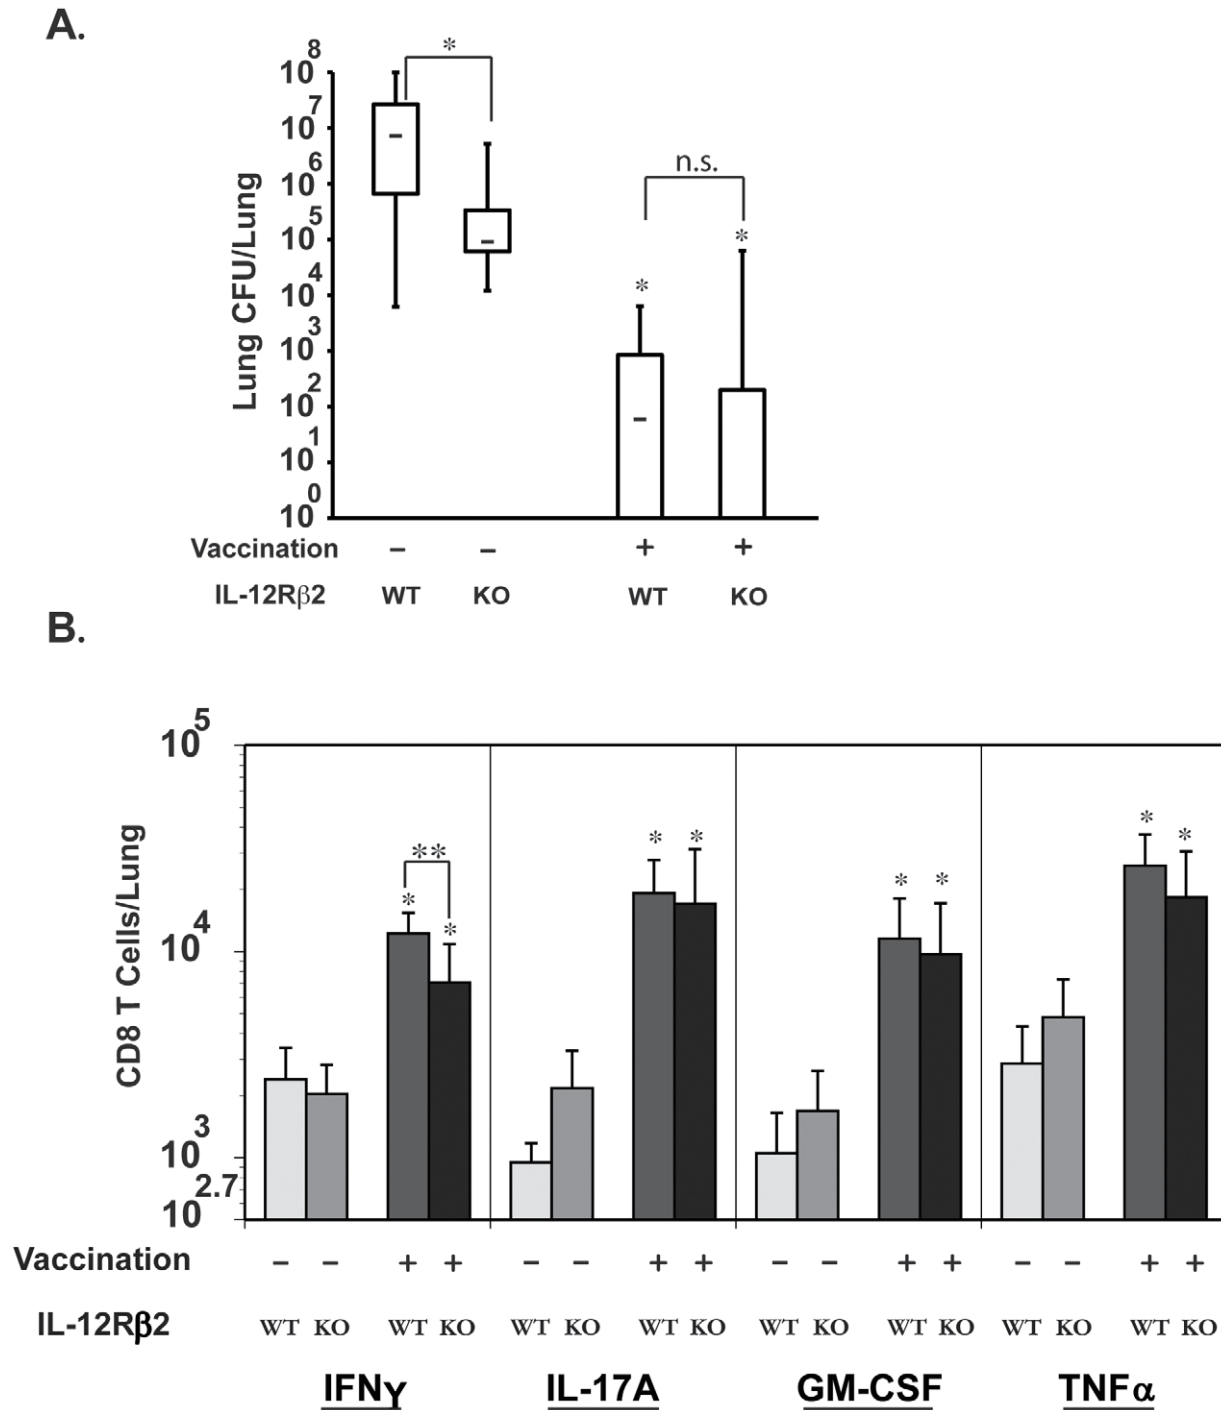 A.
*
10^8
10^7
10^6
10^5
10^4
10^3
10^2
10^1
10^0
Lung CFU/Lung
n.s.
* *
Vaccination – – + +
IL-12Rβ2 WT KO WT KO
B.
10^5
10^4
10^3
10^2.7
CD8 T Cells/Lung
**
* * * * * * * *
Vaccination – – + + – – + + – – + + – – + +
IL-12Rβ2 WT KO WT KO WT KO WT KO WT KO WT KO WT KO WT KO
IFNγ IL-17A GM-CSF TNFα